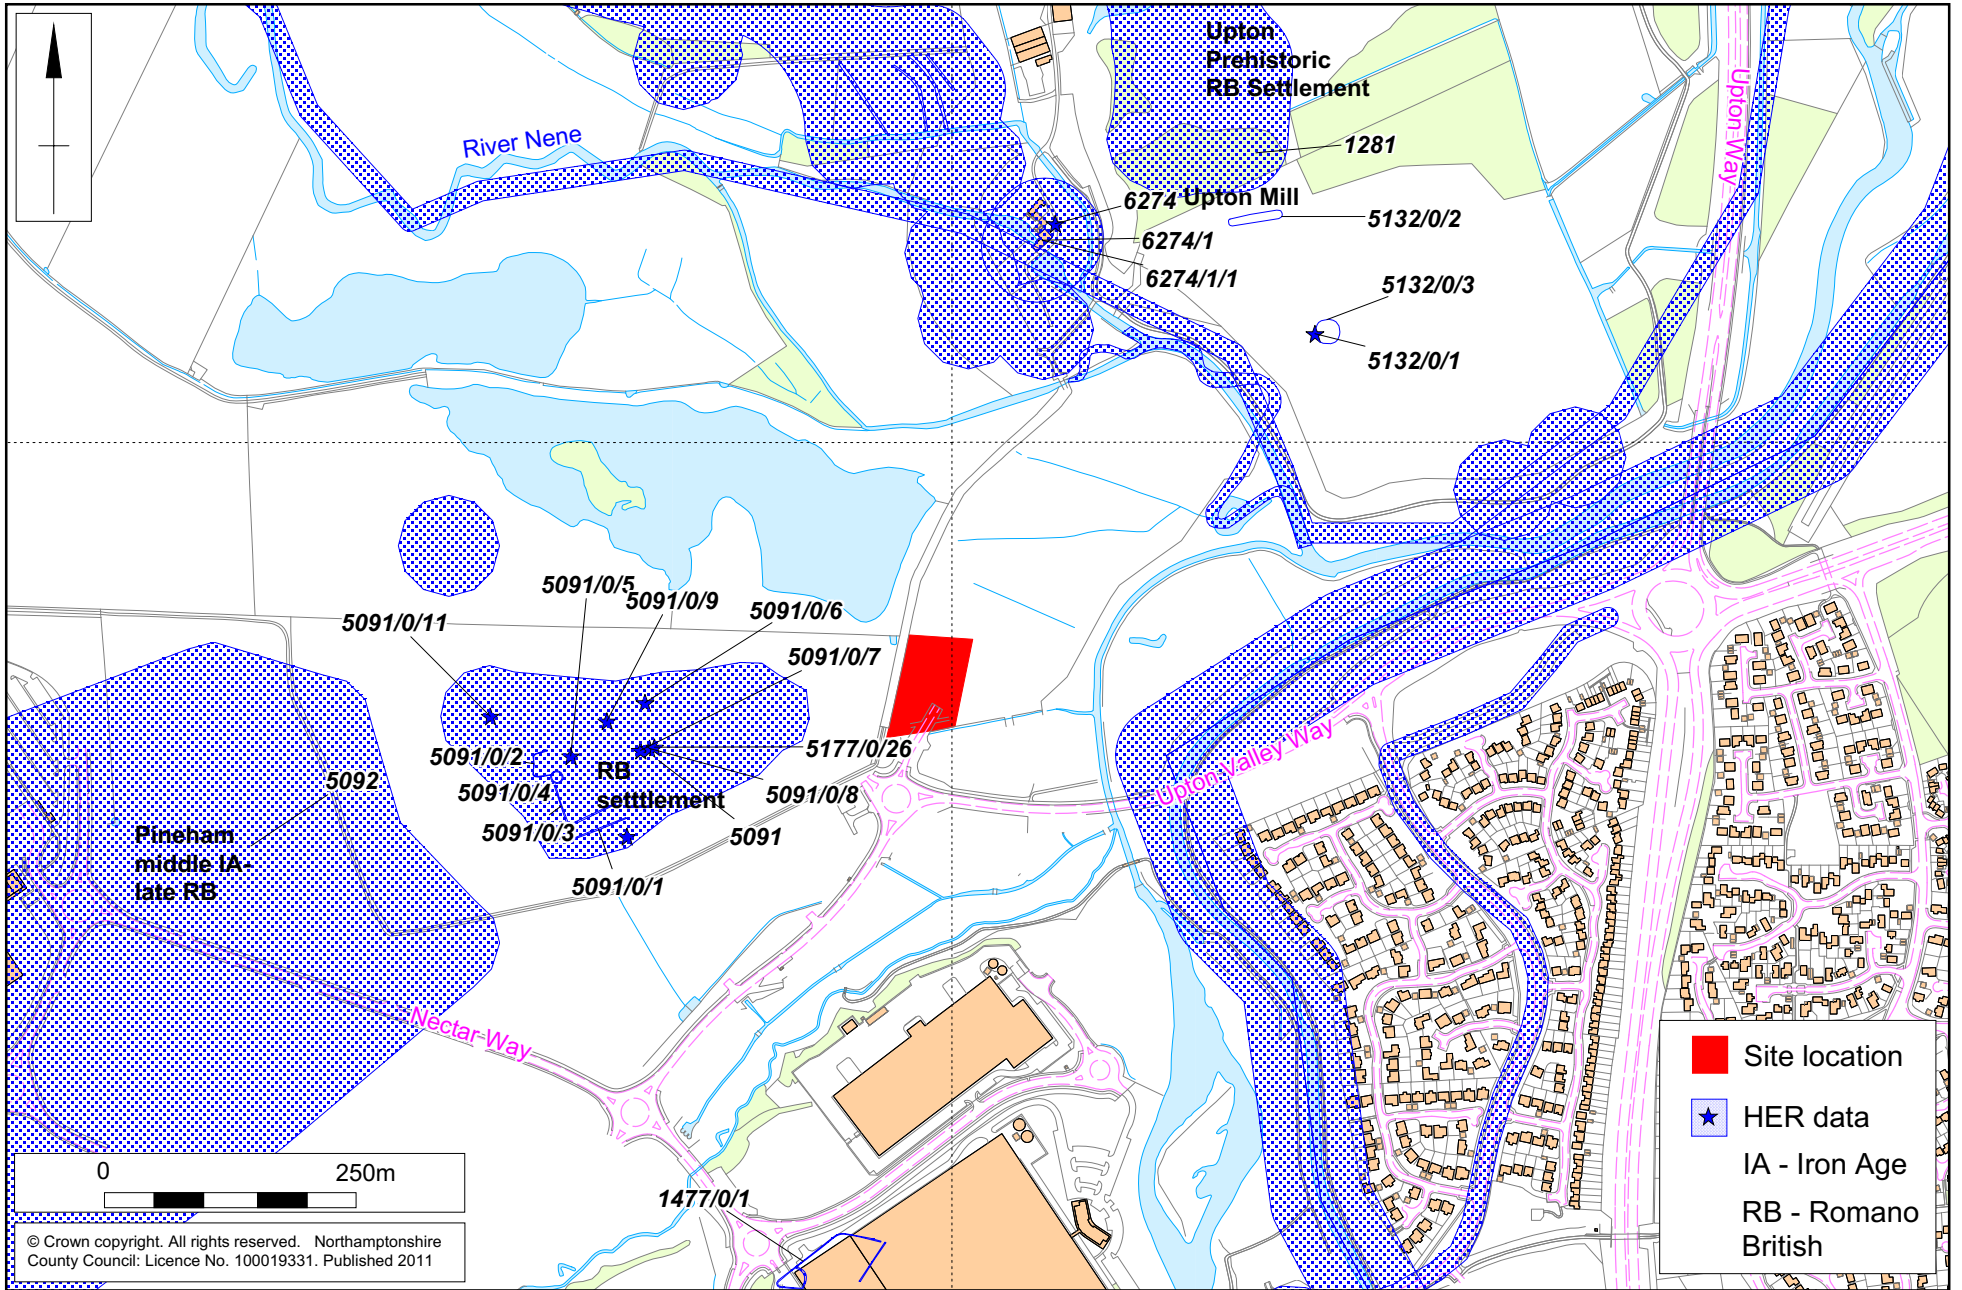 Upton
Prehistoric
RB Settlement
Upton Way
River Nene
1281
6274
Upton Mill
5132/0/2
6274/1
6274/1/1
5132/0/3
5132/0/1
5091/0/5
5091/0/9
5091/0/6
5091/0/11
5091/0/7
5177/0/26
5091/0/2
RB
setttlement
5092
5091/0/4
5091/0/8
5091/0/3
5091
5091/0/1
Upton Valley Way
Pineham
middle IA-
late RB
Nectar Way
1477/0/1
Site location
HER data
IA - Iron Age
RB - Romano
British
0 250m
© Crown copyright. All rights reserved. Northamptonshire
County Council: Licence No. 100019331. Published 2011